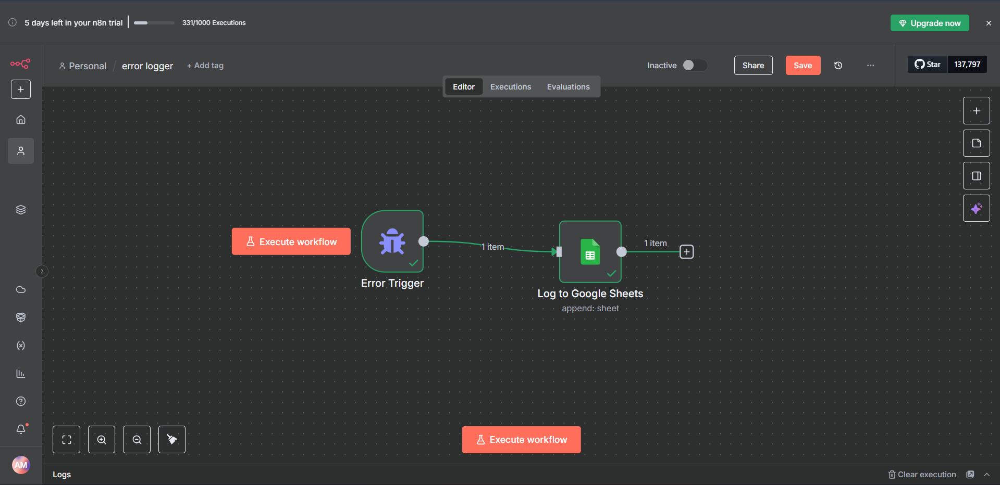 5 days left in your n8n trial
331/1000 Executions
Upgrade now
Personal / error logger
+ Add tag
Inactive
Share
Save
Star
137,797
Editor
Executions
Evaluations
Execute workflow
1 item
1 item
Error Trigger
Log to Google Sheets
append: sheet
Execute workflow
AM
Logs
Clear execution